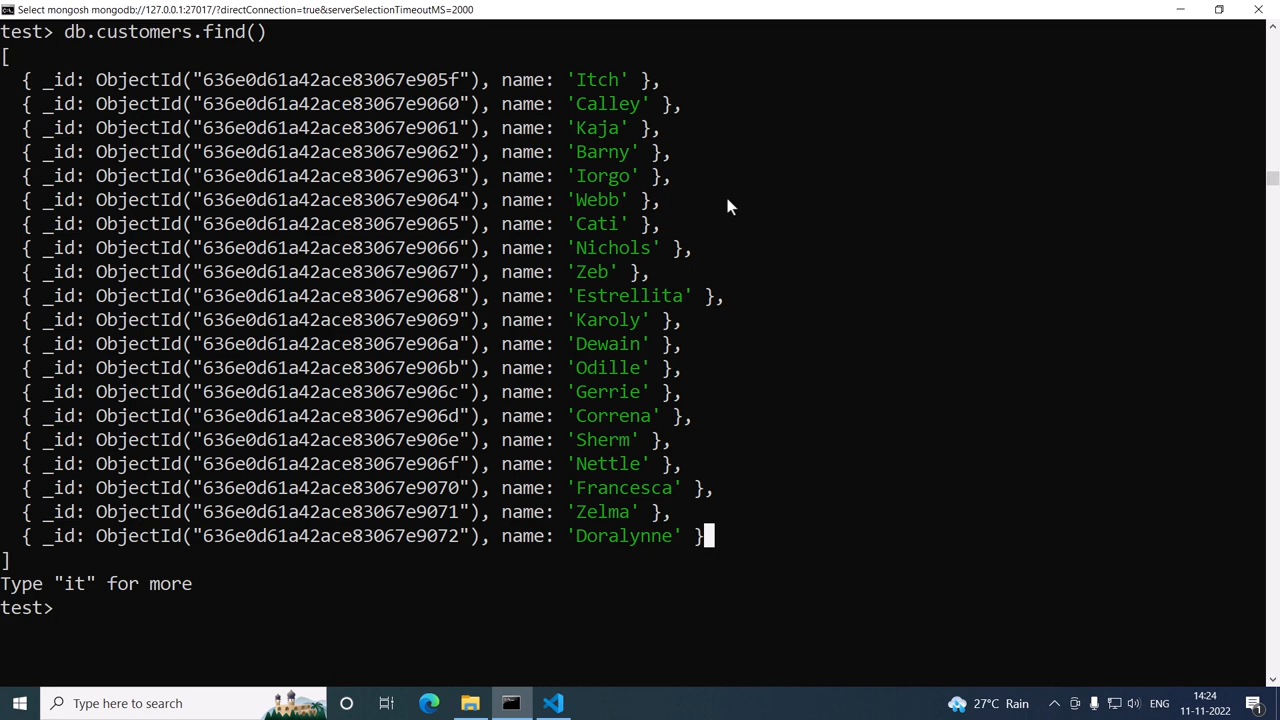 Select mongosh mongodb://127.0.0.1:27017/?directConnection=true&serverSelectionTimeoutMS=2000
test> db.customers.find()
[
  { _id: ObjectId("636e0d61a42ace83067e905f"), name: 'Itch' },
  { _id: ObjectId("636e0d61a42ace83067e9060"), name: 'Calley' },
  { _id: ObjectId("636e0d61a42ace83067e9061"), name: 'Kaja' },
  { _id: ObjectId("636e0d61a42ace83067e9062"), name: 'Barny' },
  { _id: ObjectId("636e0d61a42ace83067e9063"), name: 'Iorgo' },
  { _id: ObjectId("636e0d61a42ace83067e9064"), name: 'Webb' },
  { _id: ObjectId("636e0d61a42ace83067e9065"), name: 'Cati' },
  { _id: ObjectId("636e0d61a42ace83067e9066"), name: 'Nichols' },
  { _id: ObjectId("636e0d61a42ace83067e9067"), name: 'Zeb' },
  { _id: ObjectId("636e0d61a42ace83067e9068"), name: 'Estrellita' },
  { _id: ObjectId("636e0d61a42ace83067e9069"), name: 'Karoly' },
  { _id: ObjectId("636e0d61a42ace83067e906a"), name: 'Dewain' },
  { _id: ObjectId("636e0d61a42ace83067e906b"), name: 'Odille' },
  { _id: ObjectId("636e0d61a42ace83067e906c"), name: 'Gerrie' },
  { _id: ObjectId("636e0d61a42ace83067e906d"), name: 'Correna' },
  { _id: ObjectId("636e0d61a42ace83067e906e"), name: 'Sherm' },
  { _id: ObjectId("636e0d61a42ace83067e906f"), name: 'Nettle' },
  { _id: ObjectId("636e0d61a42ace83067e9070"), name: 'Francesca' },
  { _id: ObjectId("636e0d61a42ace83067e9071"), name: 'Zelma' },
  { _id: ObjectId("636e0d61a42ace83067e9072"), name: 'Doralynne' }
]
Type "it" for more
test>
Type here to search
27°C Rain
ENG
14:24
11-11-2022
1